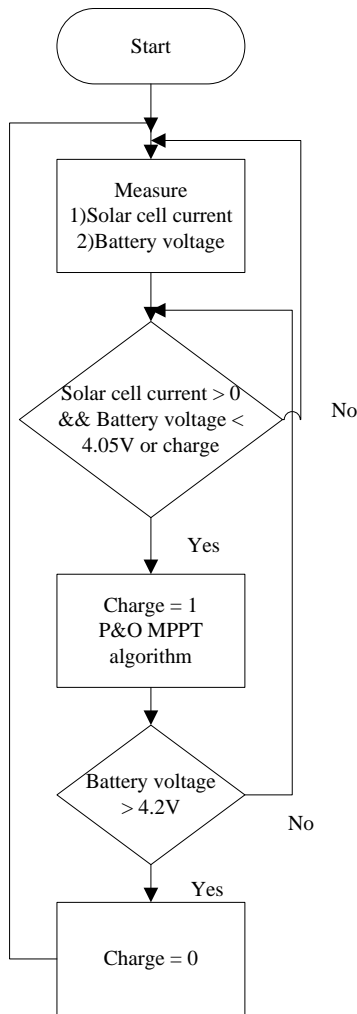 Start
Measure
1)Solar cell current
2)Battery voltage
Solar cell current > 0
&& Battery voltage <
4.05V or charge
No
Yes
Charge = 1
P&O MPPT
algorithm
Battery voltage
> 4.2V
No
Yes
Charge = 0